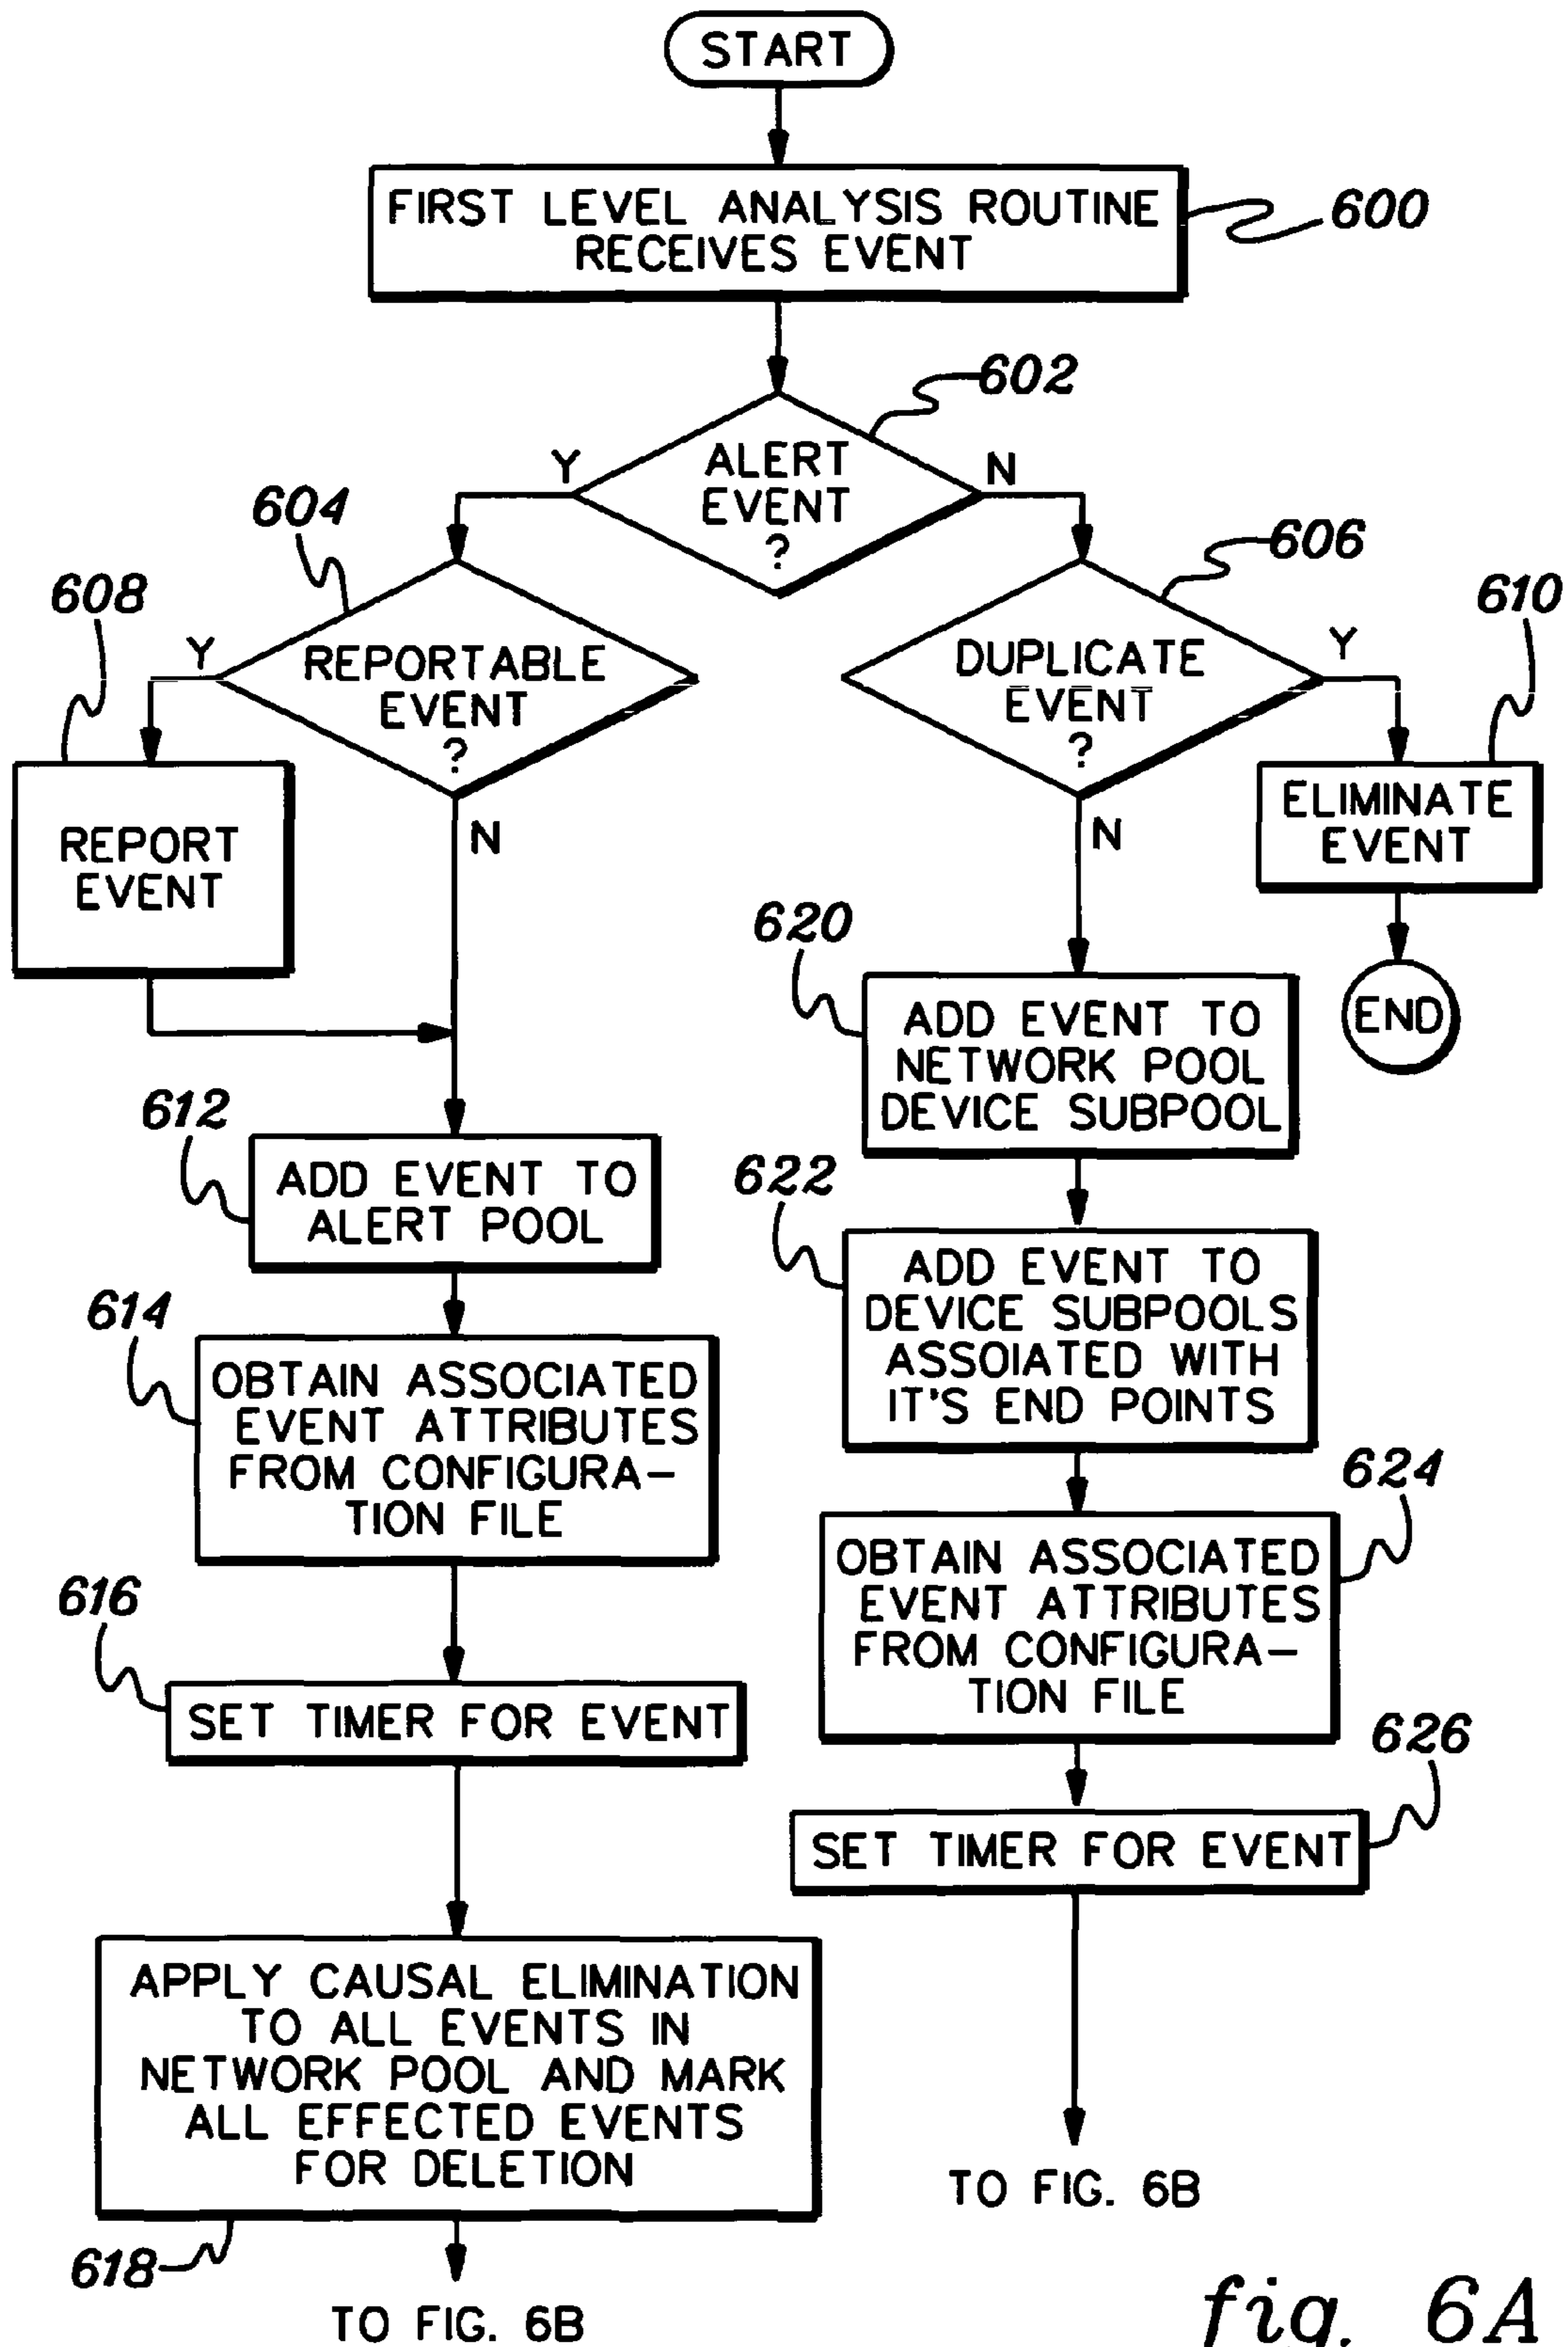 START
FIRST LEVEL ANALYSIS ROUTINE
RECEIVES EVENT
600
602
ALERT
EVENT
?
Y
N
604
606
608
610
REPORTABLE
EVENT
?
Y
N
DUPLICATE
EVENT
?
Y
N
REPORT
EVENT
ELIMINATE
EVENT
END
620
ADD EVENT TO
NETWORK POOL
DEVICE SUBPOOL
612
ADD EVENT TO
ALERT POOL
622
ADD EVENT TO
DEVICE SUBPOOLS
ASSOIATED WITH
IT'S END POINTS
614
OBTAIN ASSOCIATED
EVENT ATTRIBUTES
FROM CONFIGURA-
TION FILE
624
OBTAIN ASSOCIATED
EVENT ATTRIBUTES
FROM CONFIGURA-
TION FILE
616
SET TIMER FOR EVENT
626
SET TIMER FOR EVENT
APPLY CAUSAL ELIMINATION
TO ALL EVENTS IN
NETWORK POOL AND MARK
ALL EFFECTED EVENTS
FOR DELETION
618
TO FIG. 6B
TO FIG. 6B
fig. 6A